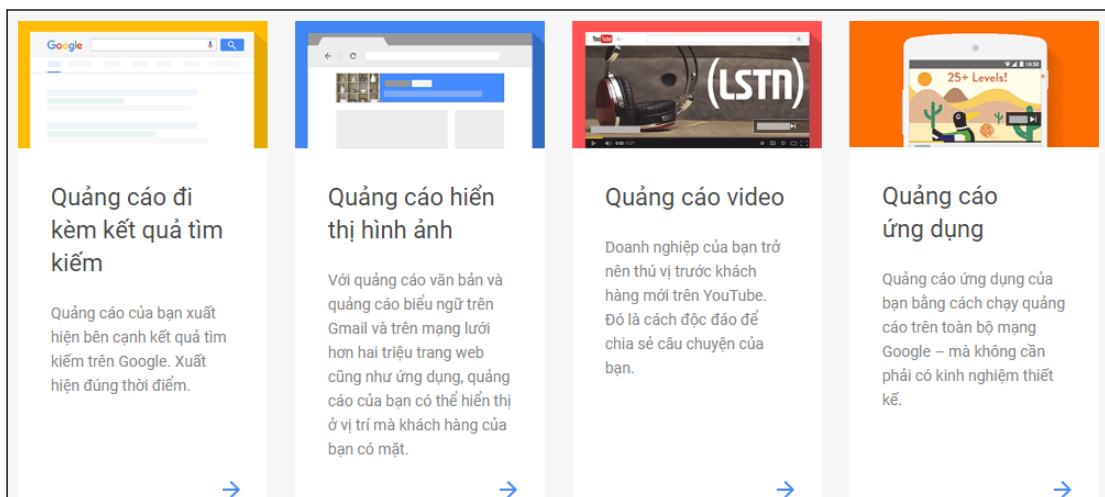 Google
YouTube
(LSTN)
18:50
25+ Levels!
Quảng cáo đi
kèm kết quả tìm
kiếm
Quảng cáo của bạn xuất
hiện bên cạnh kết quả tìm
kiếm trên Google. Xuất
hiện đúng thời điểm.
Quảng cáo hiển
thị hình ảnh
Với quảng cáo văn bản và
quảng cáo biểu ngữ trên
Gmail và trên mạng lưới
hơn hai triệu trang web
cũng như ứng dụng, quảng
cáo của bạn có thể hiển thị
ở vị trí mà khách hàng của
bạn có mặt.
Quảng cáo video
Doanh nghiệp của bạn trở
nên thú vị trước khách
hàng mới trên YouTube.
Đó là cách độc đáo để
chia sẻ câu chuyện của
bạn.
Quảng cáo
ứng dụng
Quảng cáo ứng dụng của
bạn bằng cách chạy quảng
cáo trên toàn bộ mạng
Google – mà không cần
phải có kinh nghiệm thiết
kế.